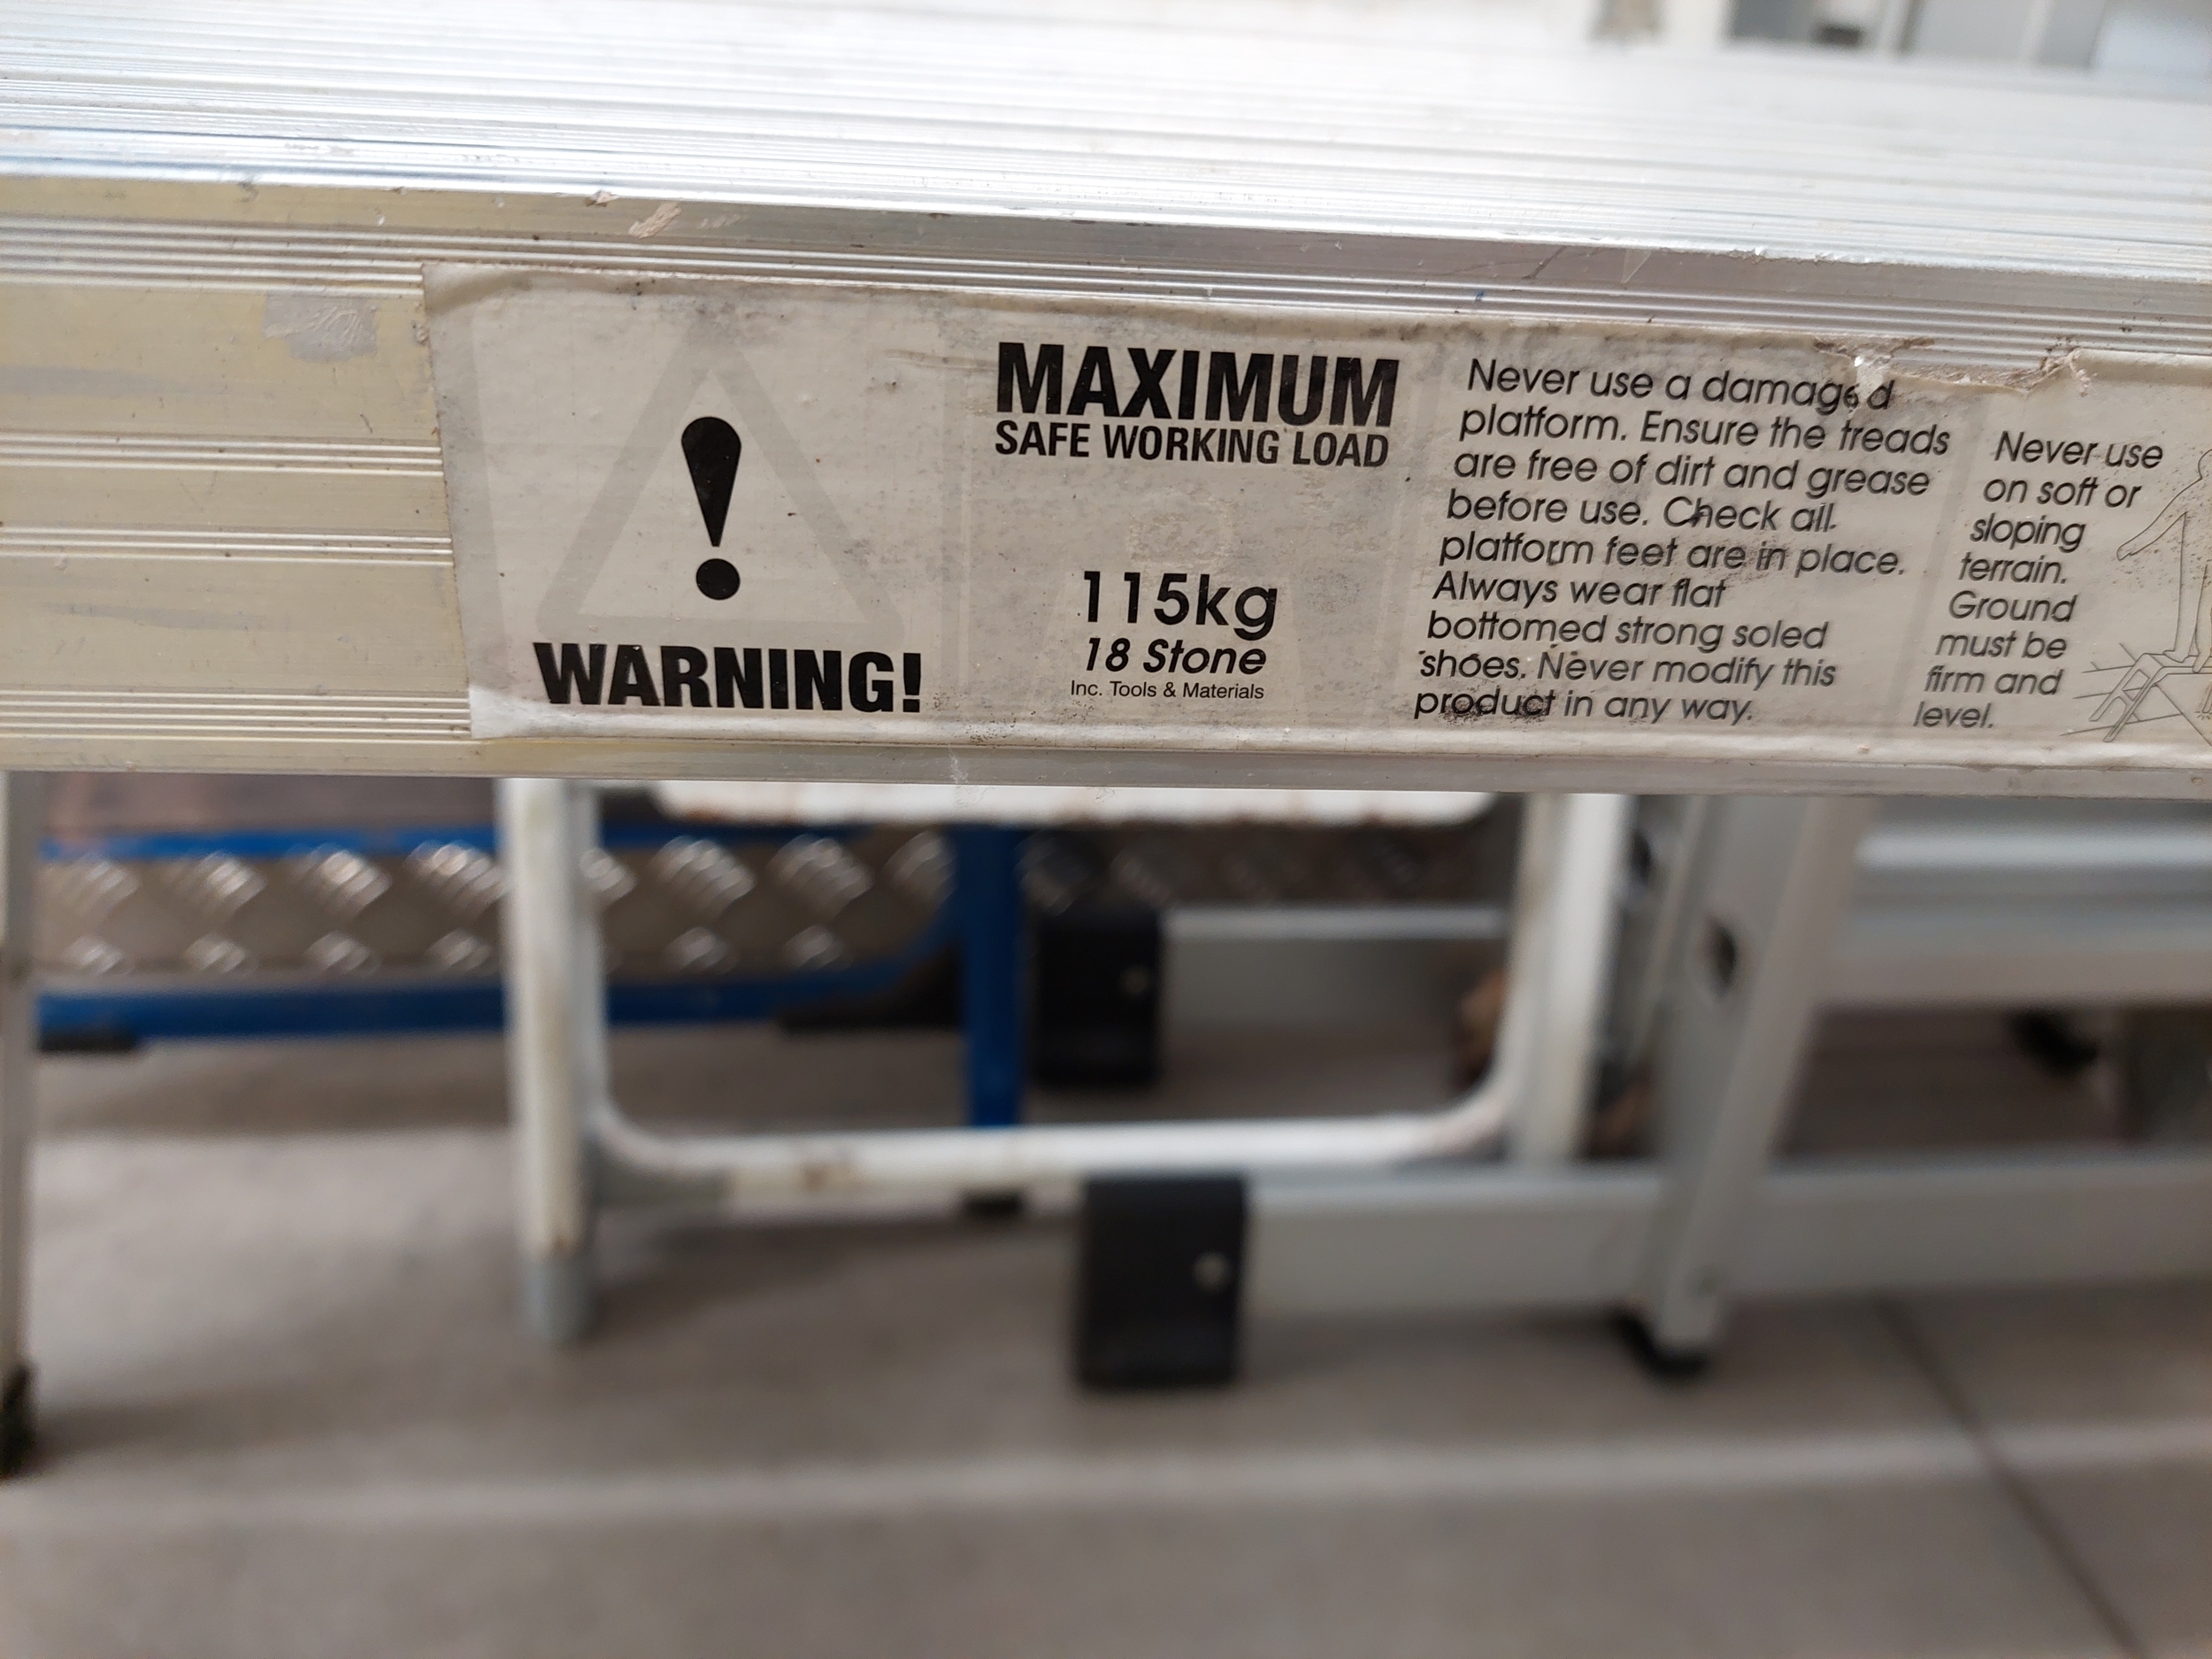 WARNING!
MAXIMUM
SAFE WORKING LOAD
115kg
18 Stone
Inc. Tools & Materials
Never use a damaged
platform. Ensure the treads
are free of dirt and grease
before use. Check all
platform feet are in place.
Always wear flat
bottomed strong soled
shoes. Never modify this
product in any way.
Never use
on soft or
sloping
terrain.
Ground
must be
firm and
level.